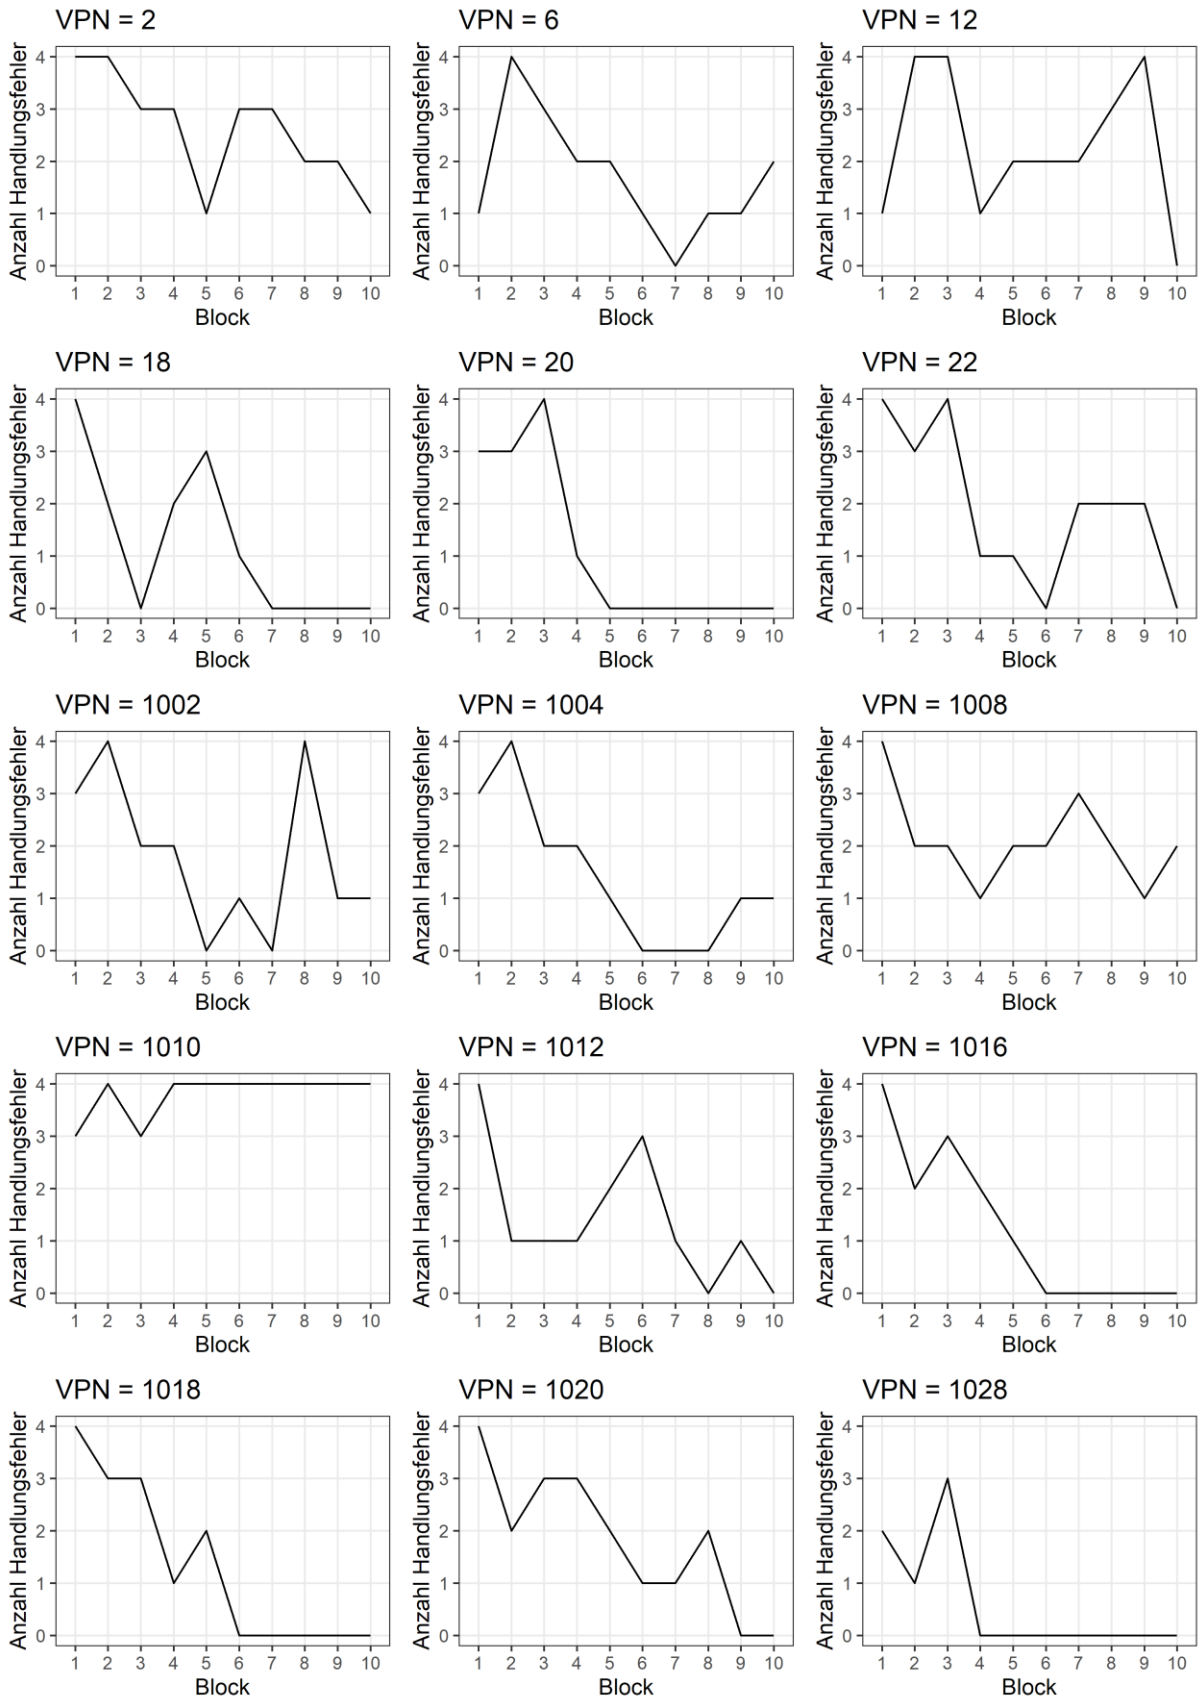 VPN = 2
Anzahl Handlungsfehler
4
3
2
1
0
1 2 3 4 5 6 7 8 9 10
Block
VPN = 6
Anzahl Handlungsfehler
4
3
2
1
0
1 2 3 4 5 6 7 8 9 10
Block
VPN = 12
Anzahl Handlungsfehler
4
3
2
1
0
1 2 3 4 5 6 7 8 9 10
Block
VPN = 18
Anzahl Handlungsfehler
4
3
2
1
0
1 2 3 4 5 6 7 8 9 10
Block
VPN = 20
Anzahl Handlungsfehler
4
3
2
1
0
1 2 3 4 5 6 7 8 9 10
Block
VPN = 22
Anzahl Handlungsfehler
4
3
2
1
0
1 2 3 4 5 6 7 8 9 10
Block
VPN = 1002
Anzahl Handlungsfehler
4
3
2
1
0
1 2 3 4 5 6 7 8 9 10
Block
VPN = 1004
Anzahl Handlungsfehler
4
3
2
1
0
1 2 3 4 5 6 7 8 9 10
Block
VPN = 1008
Anzahl Handlungsfehler
4
3
2
1
0
1 2 3 4 5 6 7 8 9 10
Block
VPN = 1010
Anzahl Handlungsfehler
4
3
2
1
0
1 2 3 4 5 6 7 8 9 10
Block
VPN = 1012
Anzahl Handlungsfehler
4
3
2
1
0
1 2 3 4 5 6 7 8 9 10
Block
VPN = 1016
Anzahl Handlungsfehler
4
3
2
1
0
1 2 3 4 5 6 7 8 9 10
Block
VPN = 1018
Anzahl Handlungsfehler
4
3
2
1
0
1 2 3 4 5 6 7 8 9 10
Block
VPN = 1020
Anzahl Handlungsfehler
4
3
2
1
0
1 2 3 4 5 6 7 8 9 10
Block
VPN = 1028
Anzahl Handlungsfehler
4
3
2
1
0
1 2 3 4 5 6 7 8 9 10
Block